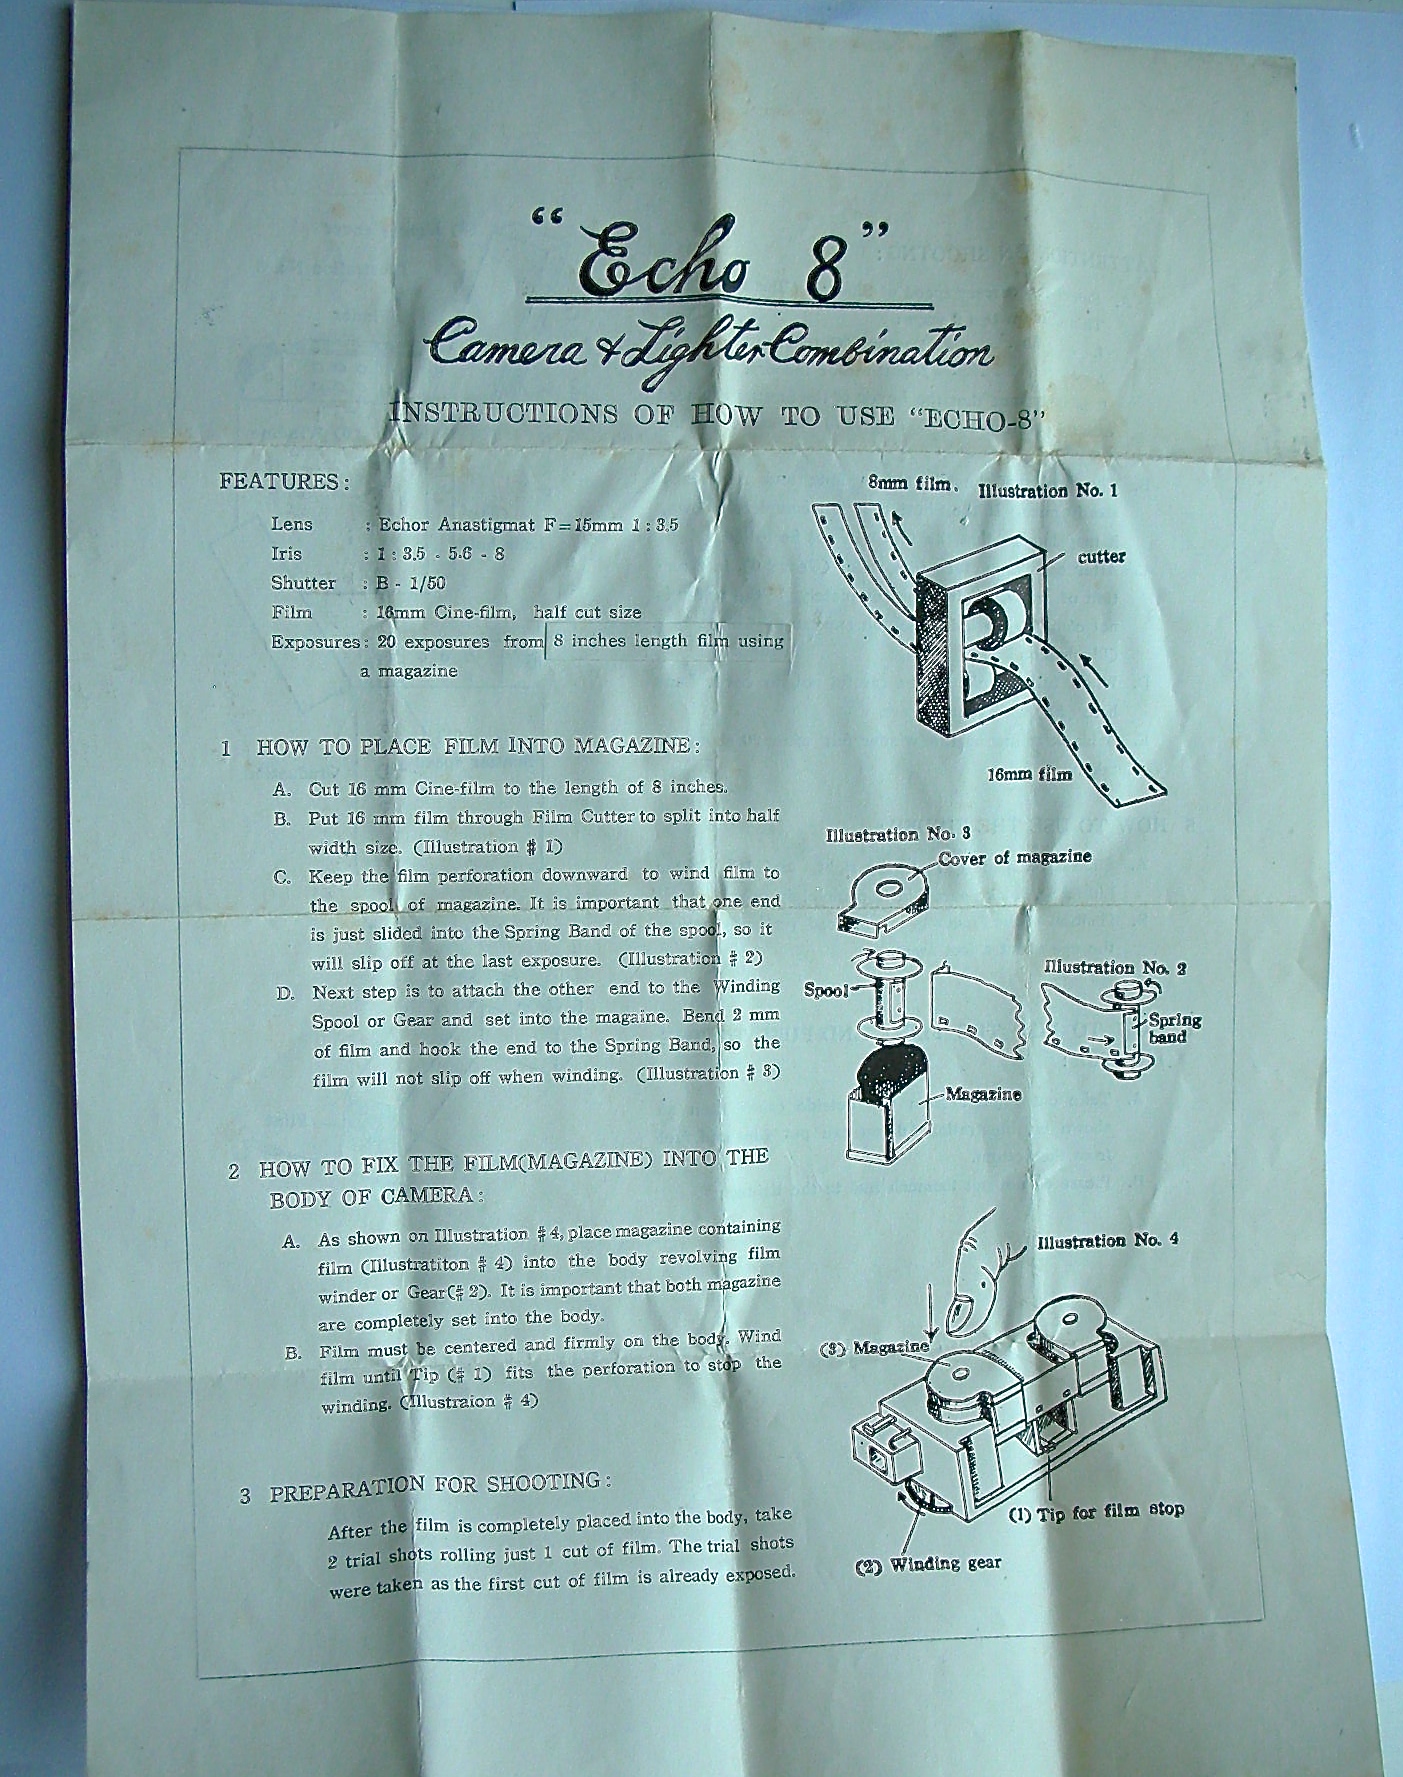 “Echo 8”
Camera & Lighter Combination
INSTRUCTIONS OF HOW TO USE “ECHO-8”
FEATURES:
Lens : Echor Anastigmat F=15mm 1:3.5
Iris : 1:3.5 - 5.6 - 8
Shutter : B - 1/50
Film : 16mm Cine-film, half cut size
Exposures: 20 exposures from 8 inches length film using
a magazine
1 HOW TO PLACE FILM INTO MAGAZINE:
A. Cut 16 mm Cine-film to the length of 8 inches.
B. Put 16 mm film through Film Cutter to split into half
width size. (Illustration # 1)
C. Keep the film perforation downward to wind film to
the spool of magazine. It is important that one end
is just slided into the Spring Band of the spool, so it
will slip off at the last exposure. (Illustration # 2)
D. Next step is to attach the other end to the Winding
Spool or Gear and set into the magaine. Bend 2 mm
of film and hook the end to the Spring Band, so the
film will not slip off when winding. (Illustration # 3)
2 HOW TO FIX THE FILM(MAGAZINE) INTO THE
BODY OF CAMERA:
A. As shown on Illustration # 4, place magazine containing
film (Illustratiton # 4) into the body revolving film
winder or Gear(# 2). It is important that both magazine
are completely set into the body.
B. Film must be centered and firmly on the body. Wind
film until Tip (# 1) fits the perforation to stop the
winding. (Illustraion # 4)
3 PREPARATION FOR SHOOTING:
After the film is completely placed into the body, take
2 trial shots rolling just 1 cut of film. The trial shots
were taken as the first cut of film is already exposed.
8mm film. Illustration No. 1
cutter
16mm film
Illustration No. 3
Cover of magazine
Spool
Illustration No. 2
Spring
band
Magazine
Illustration No. 4
(3) Magazine
(1) Tip for film stop
(2) Winding gear